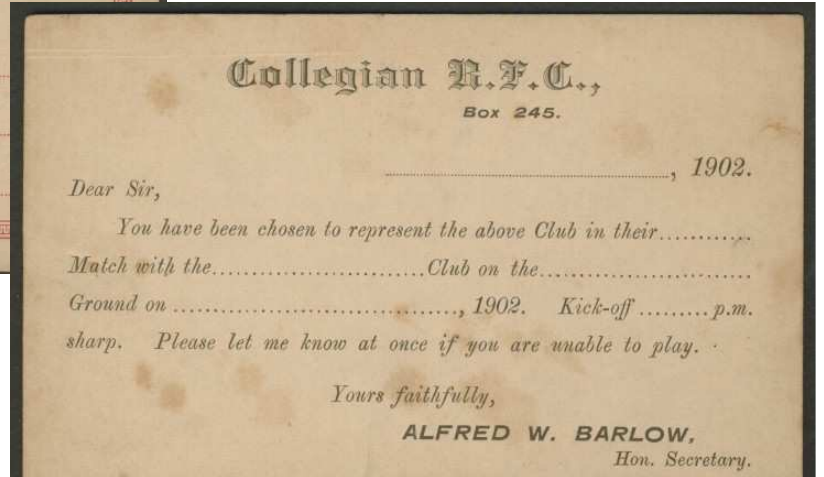 Collegian R.F.C.,
Box 245.
............................................................, 1902.
Dear Sir,
You have been chosen to represent the above Club in their............
Match with the...........................Club on the...........................
Ground on ....................................., 1902. Kick-off .........p.m.
sharp. Please let me know at once if you are unable to play.
Yours faithfully,
ALFRED W. BARLOW,
Hon. Secretary.